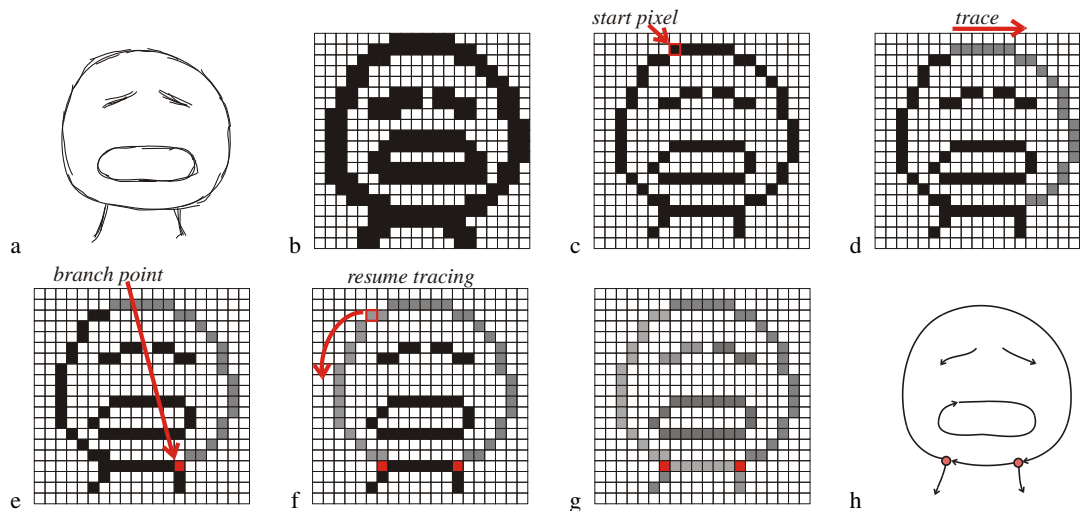 start pixel
trace
a
b
c
d
branch point
resume tracing
e
f
g
h